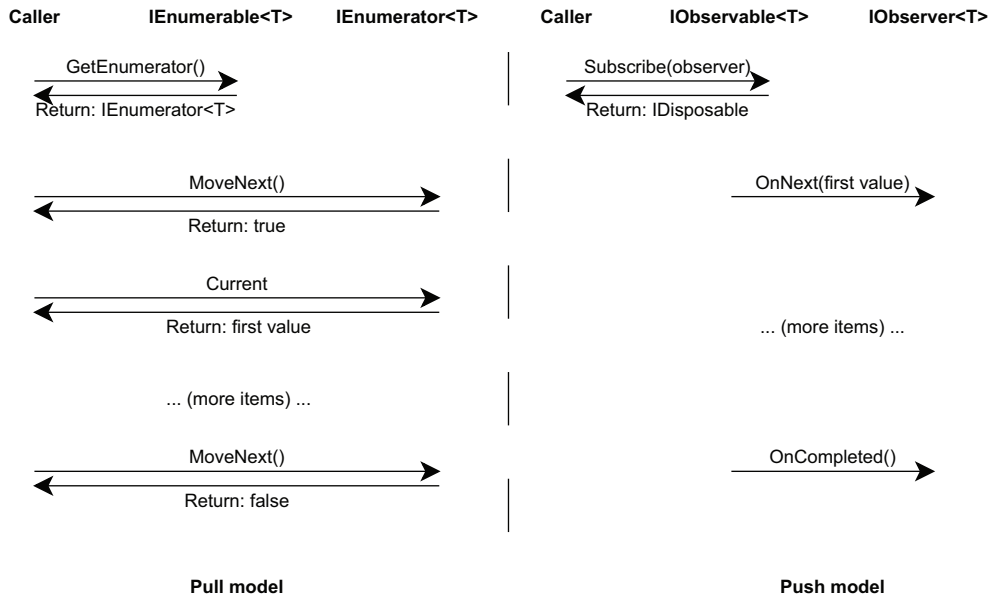 Caller IEnumerable<T> IEnumerator<T> Caller IObservable<T> IObserver<T>
GetEnumerator() Subscribe(observer)
Return: IEnumerator<T> Return: IDisposable
MoveNext() OnNext(first value)
Return: true
Current
Return: first value ... (more items) ...
... (more items) ...
MoveNext() OnCompleted()
Return: false
Pull model Push model